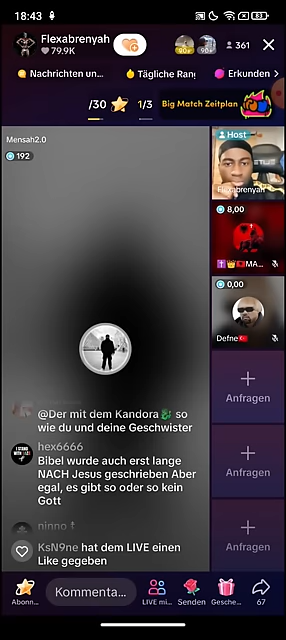 18:43
83
Flexabrenyah
79.9K
361
Nachrichten un...
Tägliche Rang
Erkunden >
/30
1/3
Big Match Zeitplan
Mensah2.0
192
Host
Flexabrenyah
8,00
MA...
0,00
Defne
Anfragen
Anfragen
Anfragen
@Der mit dem Kandora so
wie du und deine Geschwister
hex6666
Bibel wurde auch erst lange
NACH Jesus geschrieben Aber
egal, es gibt so oder so kein
Gott
ninno
KsN9ne hat dem LIVE einen
Like gegeben
Abonn...
Kommenta...
LIVE mi...
Senden
Gesche...
67